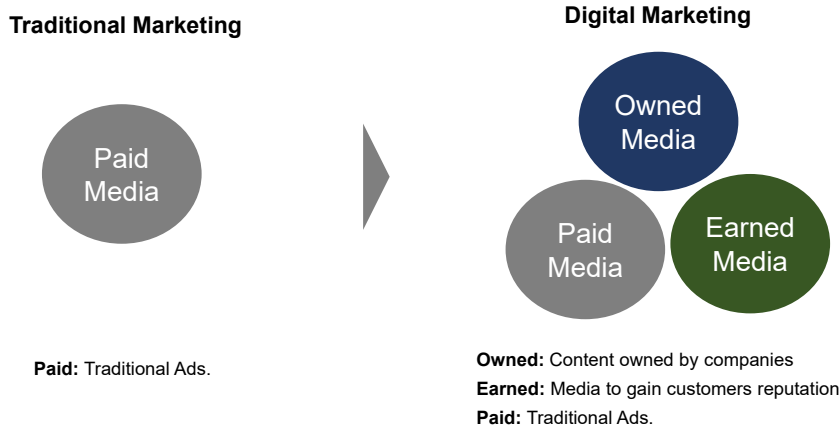 Traditional Marketing
Paid
Media
Paid: Traditional Ads.
Digital Marketing
Owned
Media
Paid
Media
Earned
Media
Owned: Content owned by companies
Earned: Media to gain customers reputation
Paid: Traditional Ads.